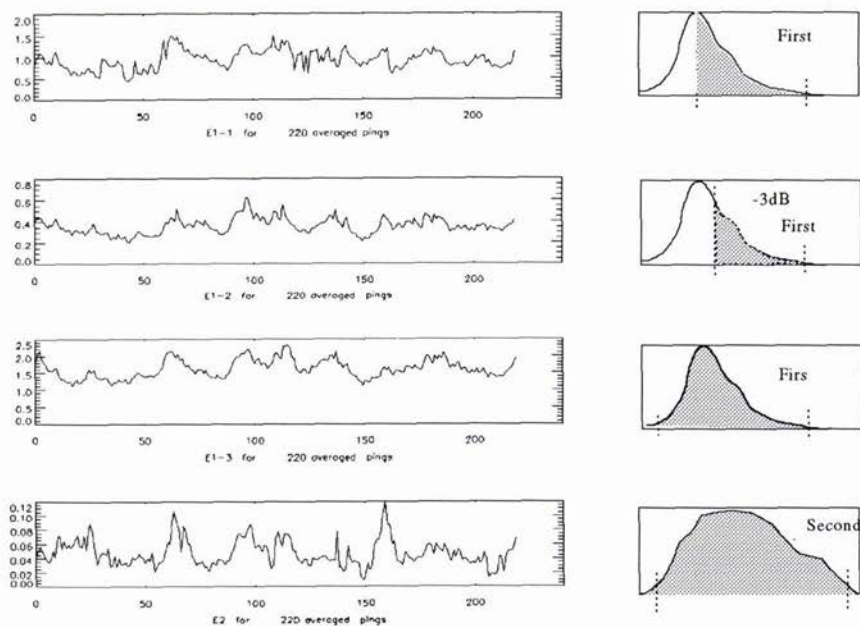 2.0
1.5
1.0
0.5
0.0
0 50 100 150 200
E1-1 for 220 averaged pings
First
0.8
0.6
0.4
0.2
0.0
0 50 100 150 200
E1-2 for 220 averaged pings
-3dB
First
2.5
2.0
1.5
1.0
0.5
0.0
0 50 100 150 200
E1-3 for 220 averaged pings
Firs
0.12
0.10
0.08
0.06
0.04
0.02
0.00
0 50 100 150 200
E2 for 220 averaged pings
Second